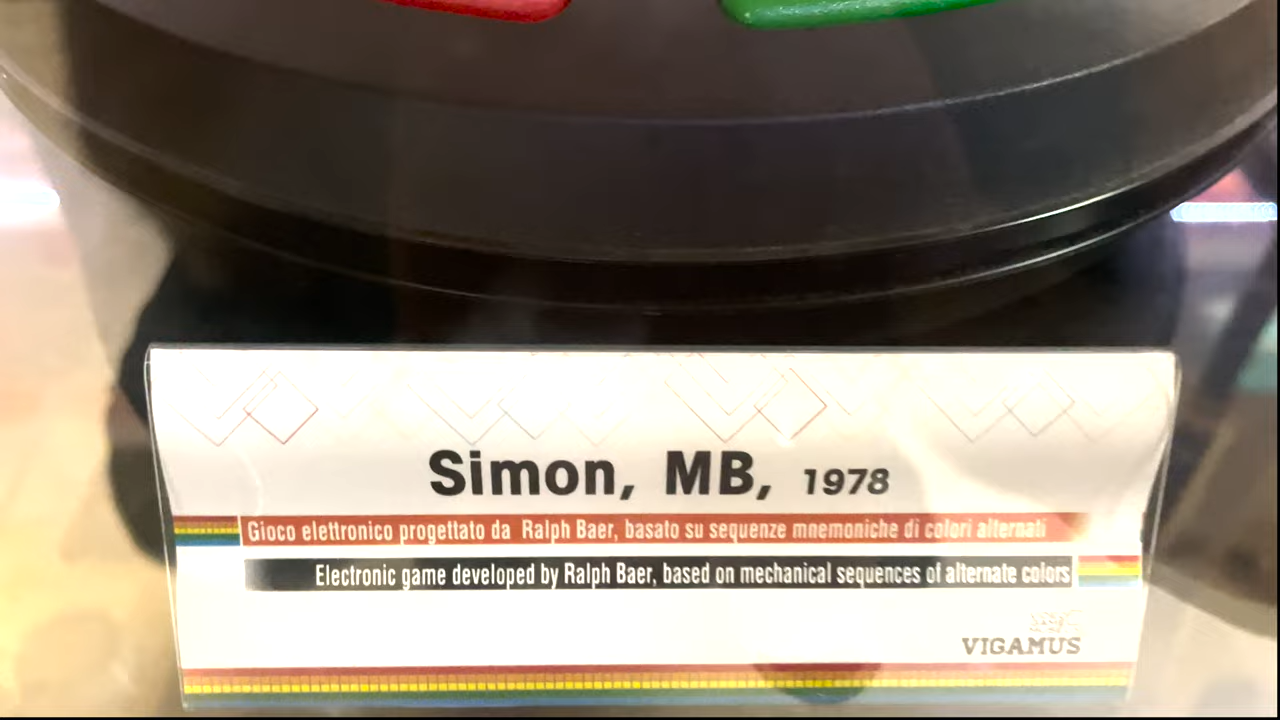 Simon, MB, 1978
Gioco elettronico progettato da Ralph Baer, basato su sequenze mnemoniche di colori alternati
Electronic game developed by Ralph Baer, based on mechanical sequences of alternate colors
VIGAMUS